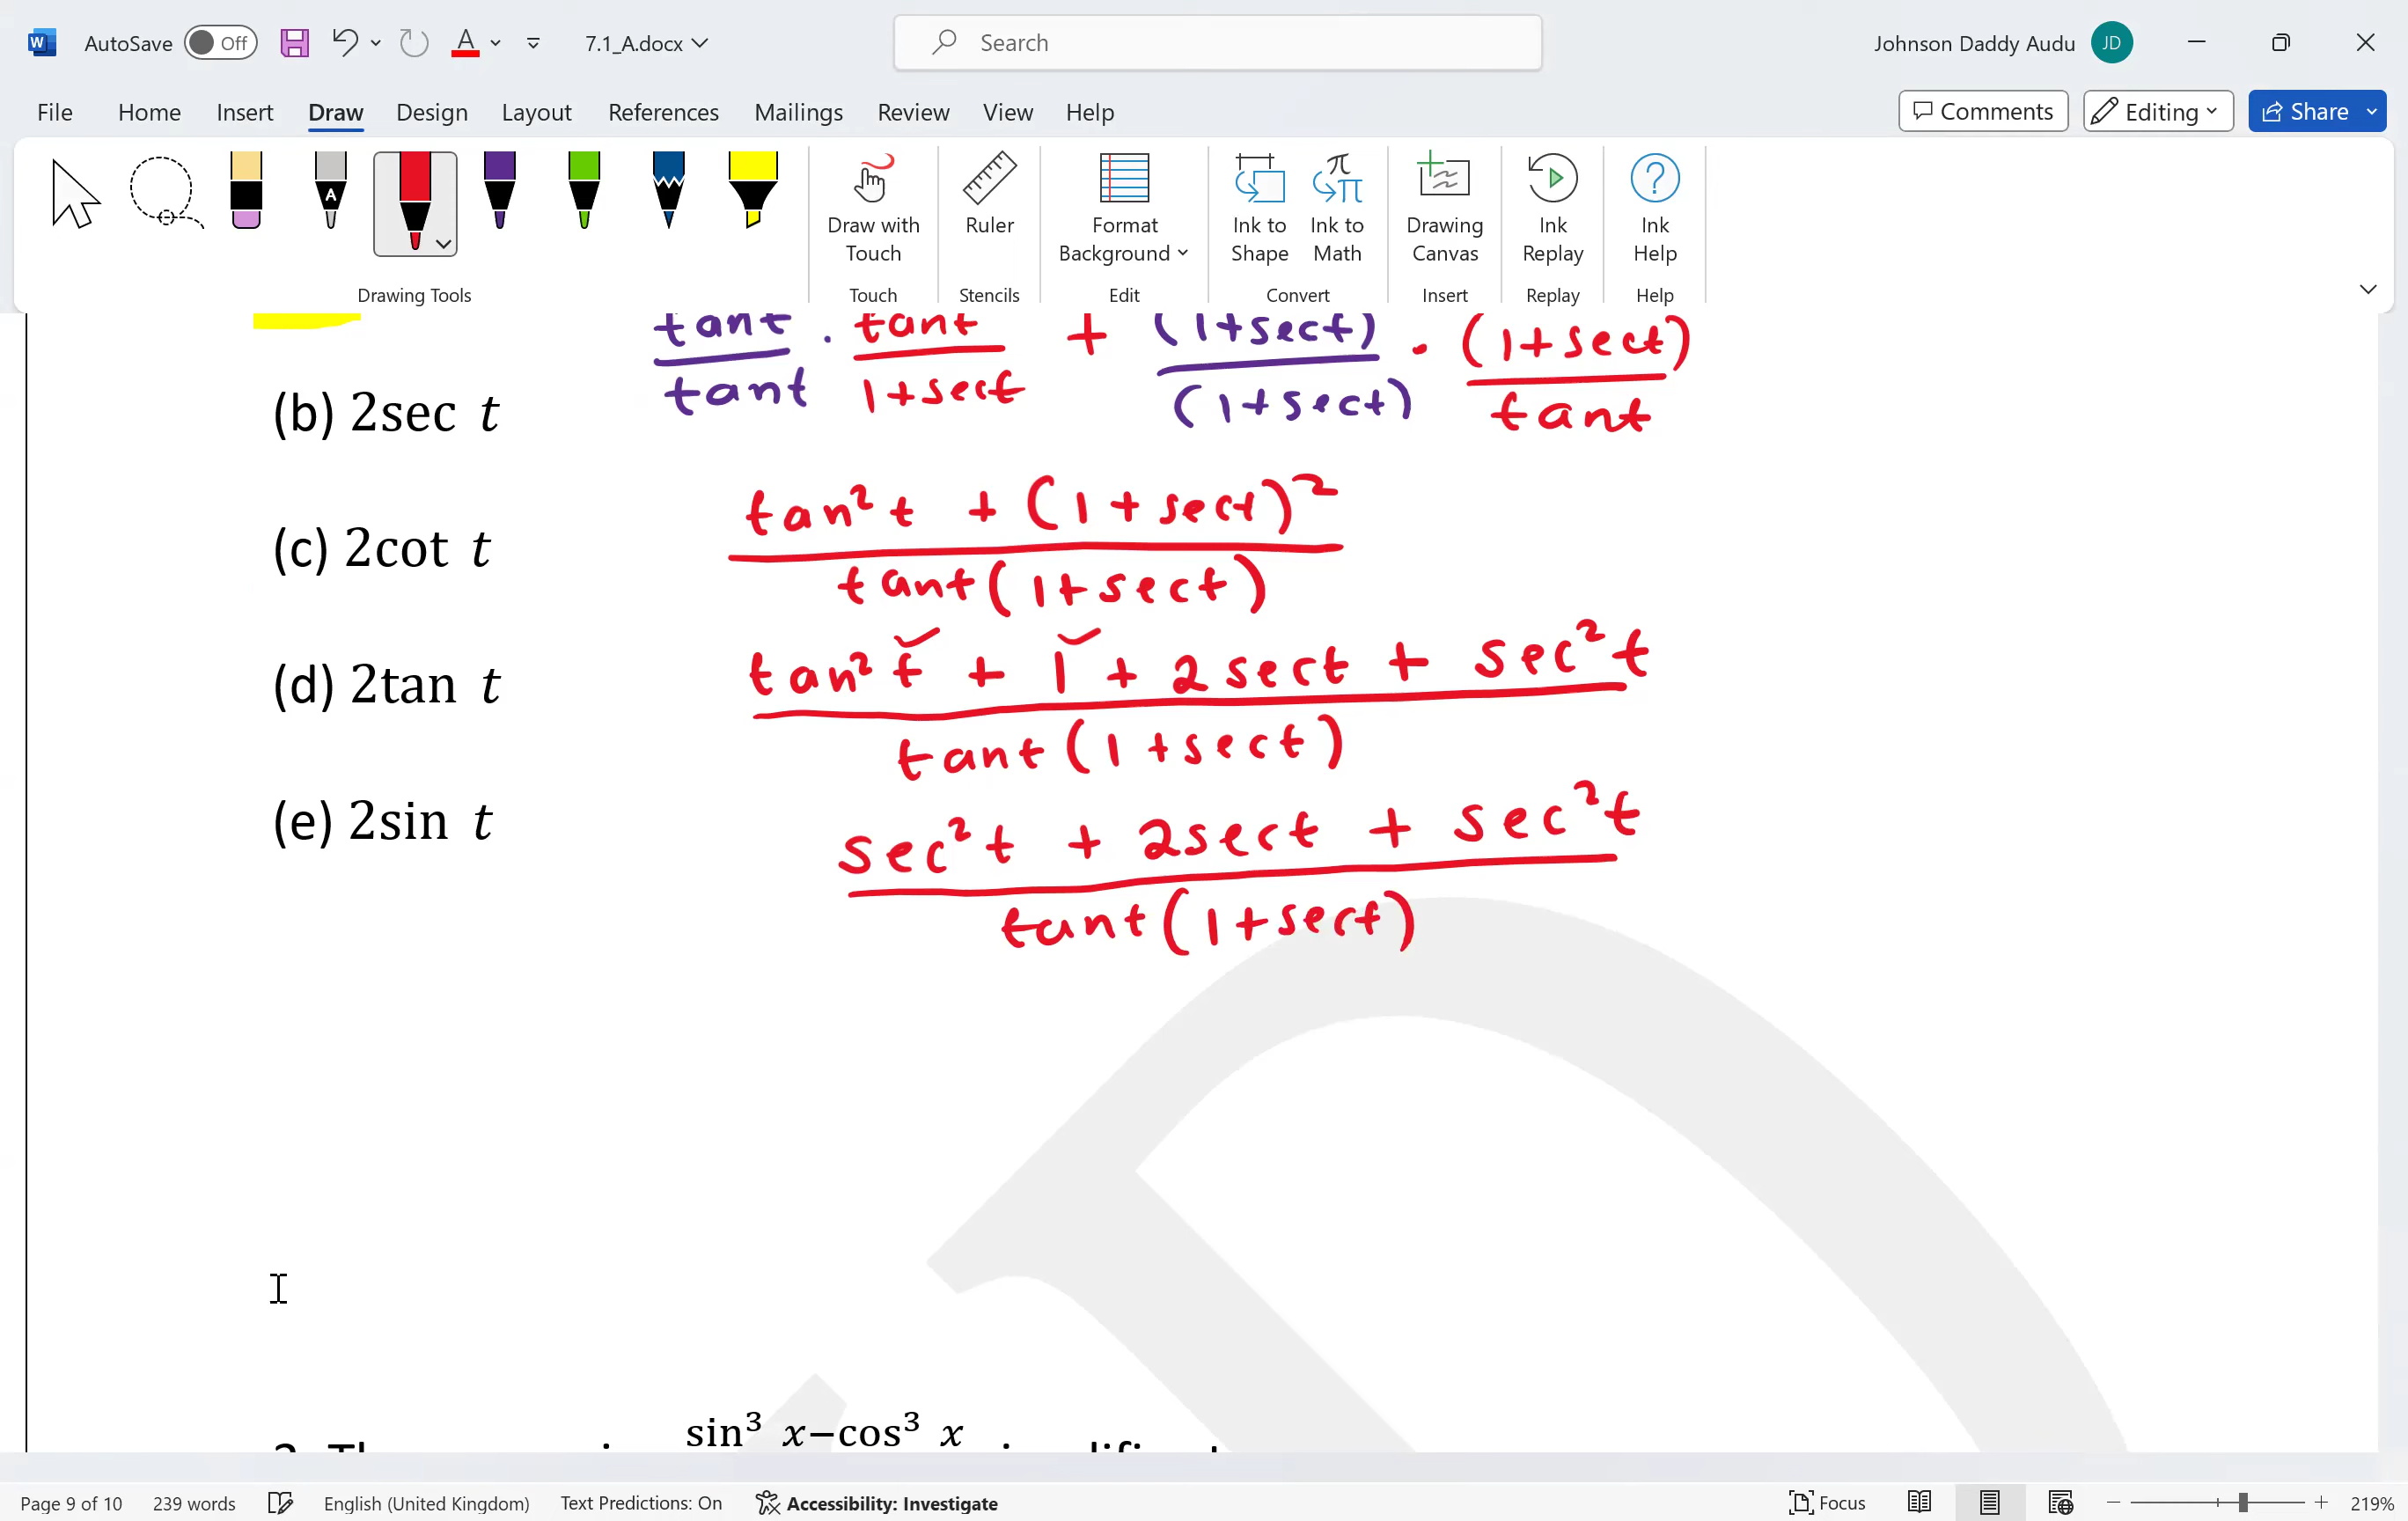 AutoSave Off 7.1_A.docx Search Johnson Daddy Audu JD
File Home Insert Draw Design Layout References Mailings Review View Help Comments Editing Share
A
Draw with Touch Ruler Format Background Ink to Shape Ink to Math Drawing Canvas Ink Replay Ink Help
Drawing Tools Touch Stencils Edit Convert Insert Replay Help
tant/tant · tant/1+sect + (1+sect)/(1+sect) · (1+sect)/tant
(b) 2sec t
tan²t + (1+sect)²
(c) 2cot t
tant(1+sect)
tan²t + 1 + 2sect + sec²t
(d) 2tan t
tant(1+sect)
(e) 2sin t
sec²t + 2sect + sec²t
tant(1+sect)
sin³ x−cos³ x
Page 9 of 10 239 words English (United Kingdom) Text Predictions: On Accessibility: Investigate Focus 219%